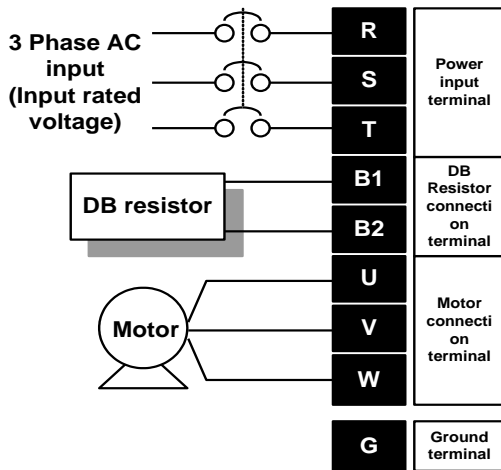 3 Phase AC
input
(Input rated
voltage)
R
S
T
Power
input
terminal
DB resistor
B1
B2
DB
Resistor
connecti
on
terminal
Motor
U
V
W
Motor
connecti
on
terminal
G
Ground
terminal